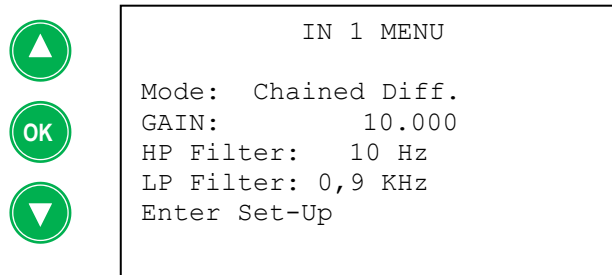 IN 1 MENU
Mode: Chained Diff.
GAIN: 10.000
OK
HP Filter: 10 Hz
LP Filter: 0,9 KHz
Enter Set-Up